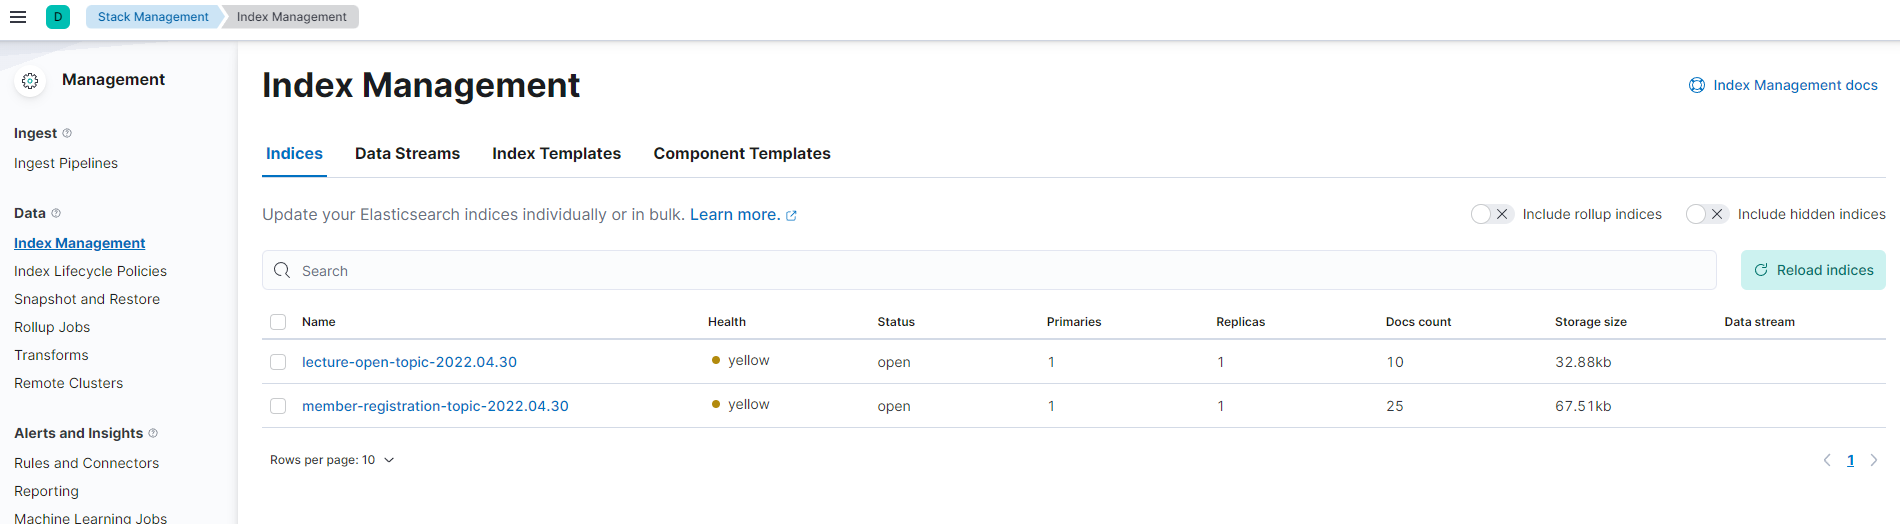 D Stack Management Index Management
Management
Ingest
Ingest Pipelines
Data
Index Management
Index Lifecycle Policies
Snapshot and Restore
Rollup Jobs
Transforms
Remote Clusters
Alerts and Insights
Rules and Connectors
Reporting
Machine Learning Jobs
Index Management
Index Management docs
Indices Data Streams Index Templates Component Templates
Update your Elasticsearch indices individually or in bulk. Learn more.
Include rollup indices Include hidden indices
Search
Reload indices
Name Health Status Primaries Replicas Docs count Storage size Data stream
lecture-open-topic-2022.04.30 yellow open 1 1 10 32.88kb
member-registration-topic-2022.04.30 yellow open 1 1 25 67.51kb
Rows per page: 10
1